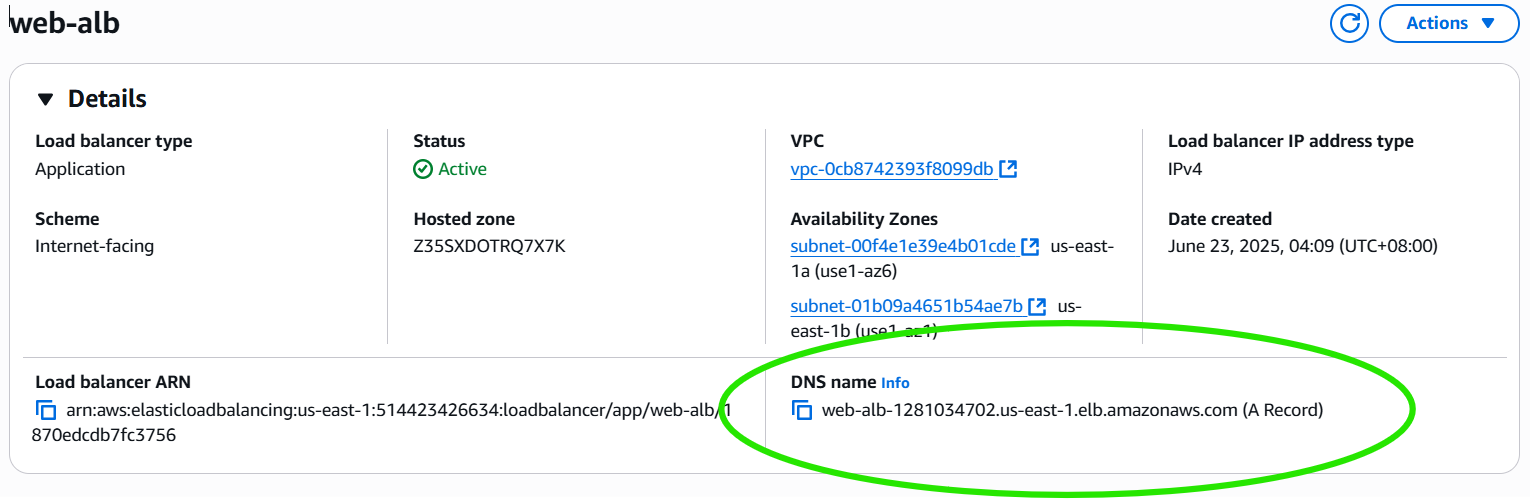 web-alb
Actions
Details
Load balancer type
Application
Status
Active
VPC
vpc-0cb8742393f8099db
Load balancer IP address type
IPv4
Scheme
Internet-facing
Hosted zone
Z35SXDOTRQ7X7K
Availability Zones
subnet-00f4e1e39e4b01cde us-east-
1a (use1-az6)
subnet-01b09a4651b54ae7b us-
east-1b (use1-az1)
Date created
June 23, 2025, 04:09 (UTC+08:00)
Load balancer ARN
arn:aws:elasticloadbalancing:us-east-1:514423426634:loadbalancer/app/web-alb/1
870edcdb7fc3756
DNS name Info
web-alb-1281034702.us-east-1.elb.amazonaws.com (A Record)